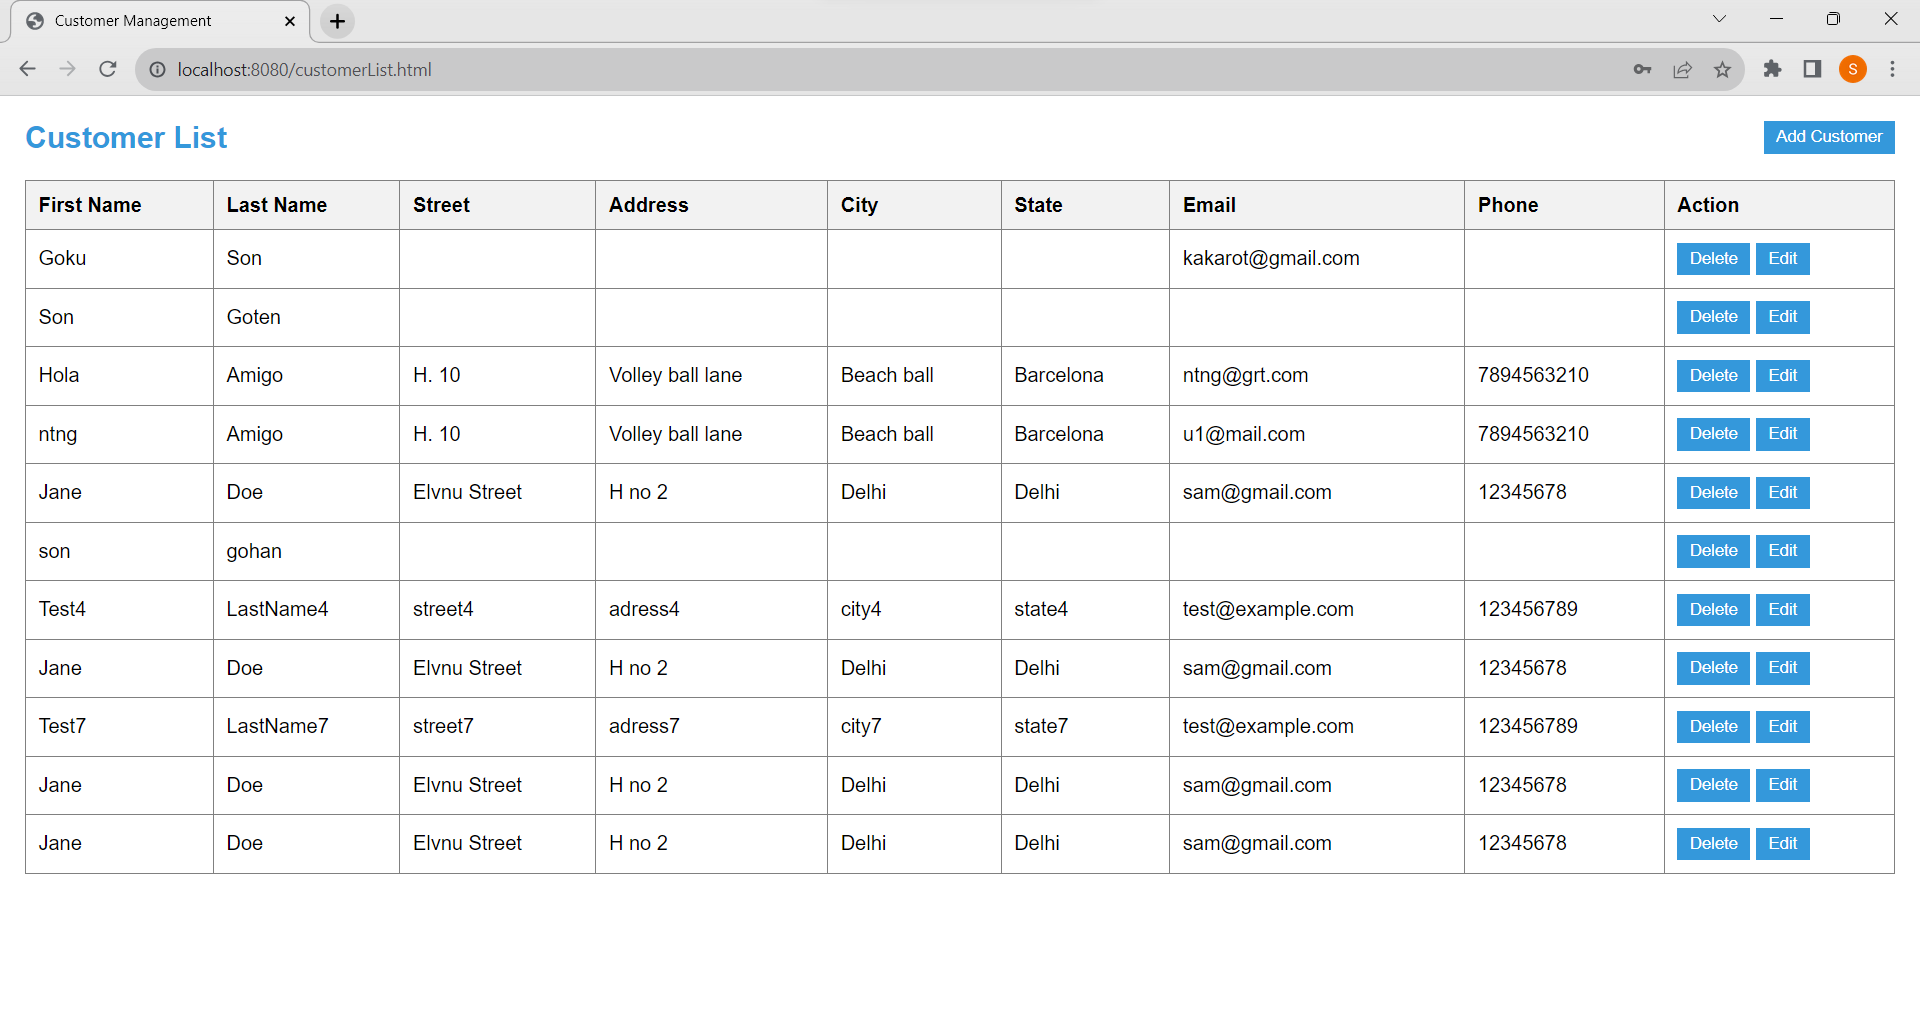 Customer Management
localhost:8080/customerList.html
S
Customer List
Add Customer
First Name Last Name Street Address City State Email Phone Action
Goku Son kakarot@gmail.com Delete Edit
Son Goten Delete Edit
Hola Amigo H. 10 Volley ball lane Beach ball Barcelona ntng@grt.com 7894563210 Delete Edit
ntng Amigo H. 10 Volley ball lane Beach ball Barcelona u1@mail.com 7894563210 Delete Edit
Jane Doe Elvnu Street H no 2 Delhi Delhi sam@gmail.com 12345678 Delete Edit
son gohan Delete Edit
Test4 LastName4 street4 adress4 city4 state4 test@example.com 123456789 Delete Edit
Jane Doe Elvnu Street H no 2 Delhi Delhi sam@gmail.com 12345678 Delete Edit
Test7 LastName7 street7 adress7 city7 state7 test@example.com 123456789 Delete Edit
Jane Doe Elvnu Street H no 2 Delhi Delhi sam@gmail.com 12345678 Delete Edit
Jane Doe Elvnu Street H no 2 Delhi Delhi sam@gmail.com 12345678 Delete Edit